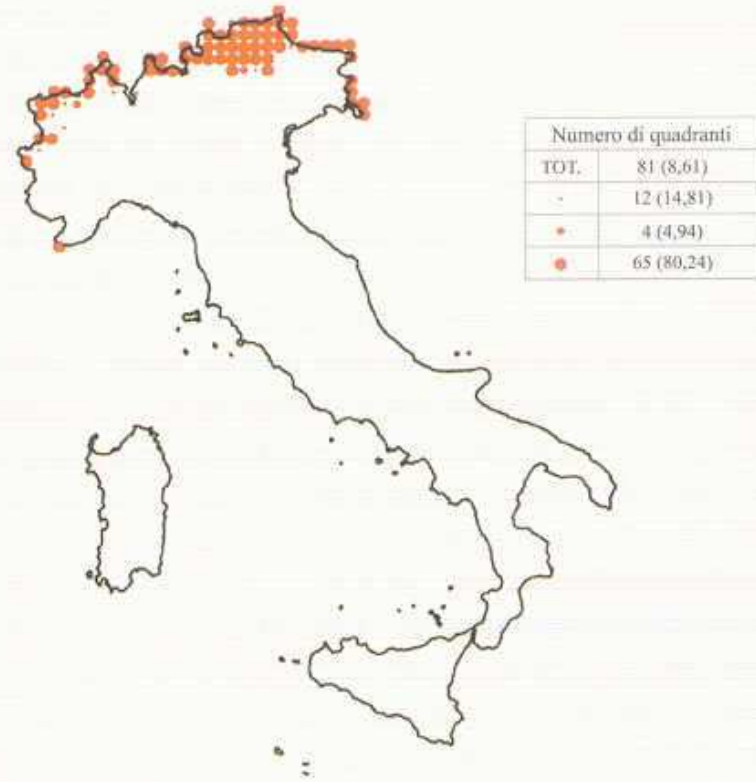 Numero di quadranti
TOT. 81 (8,61)
12 (14,81)
4 (4,94)
65 (80,24)